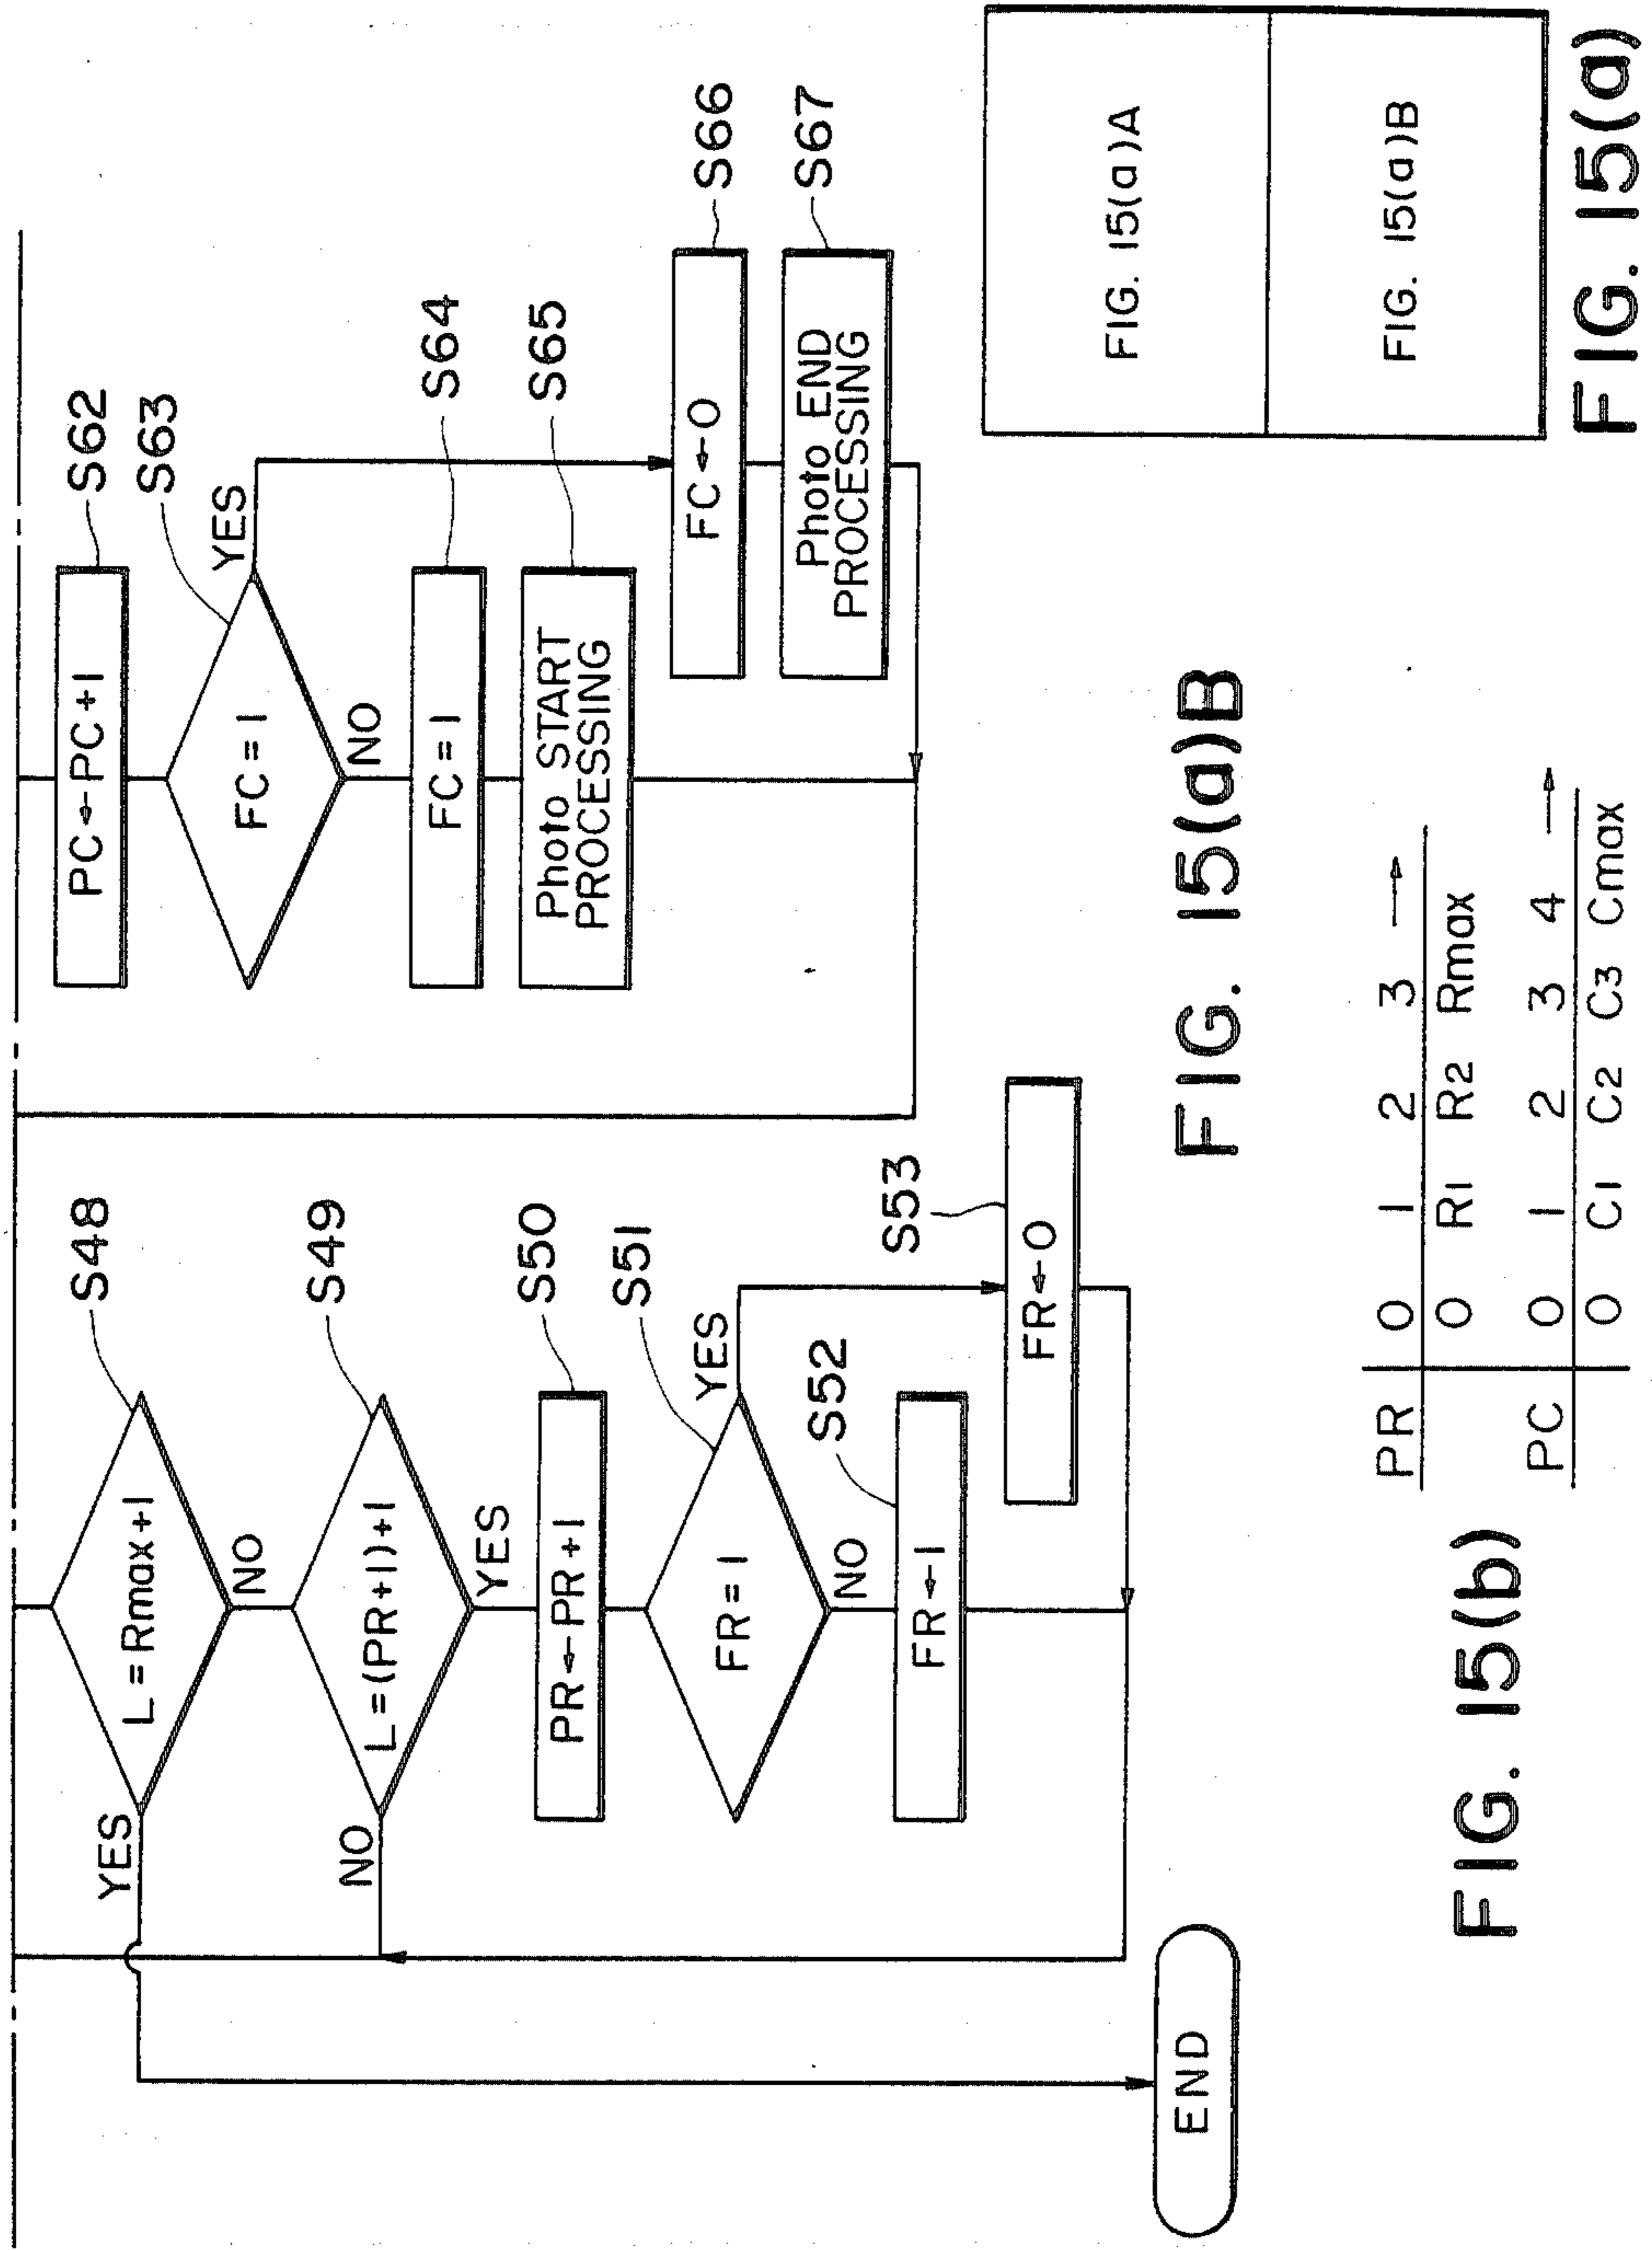 S48
L=Rmax+1
YES
NO
S49
L=(PR+1)+1
NO
YES
S50
PR←PR+1
S51
FR=1
YES
NO
S52
FR←1
S53
FR←0
END
S62
PC←PC+1
S63
FC=1
YES
NO
S64
FC=1
S65
Photo START
PROCESSING
S66
FC←0
S67
Photo END
PROCESSING
FIG. 15(a)B
FIG. 15(b)
PR 0 1 2 3 →
0 R1 R2 Rmax
PC 0 1 2 3 4 →
0 C1 C2 C3 Cmax
FIG. 15(a)A
FIG. 15(a)B
FIG. 15(a)